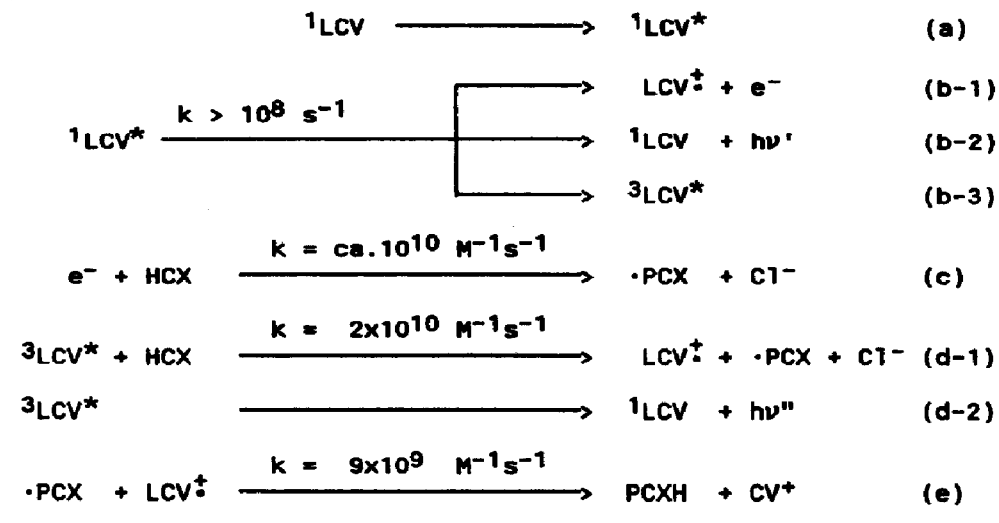 ¹LCV ⟶ ¹LCV* (a)
LCV⁺• + e⁻ (b-1)
k > 10⁸ s⁻¹
¹LCV* ⟶ ¹LCV + hν' (b-2)
³LCV* (b-3)
k = ca.10¹⁰ M⁻¹s⁻¹
e⁻ + HCX ⟶ ·PCX + Cl⁻ (c)
k = 2x10¹⁰ M⁻¹s⁻¹
³LCV* + HCX ⟶ LCV⁺• + ·PCX + Cl⁻ (d-1)
³LCV* ⟶ ¹LCV + hν" (d-2)
k = 9x10⁹ M⁻¹s⁻¹
·PCX + LCV⁺• ⟶ PCXH + CV⁺ (e)